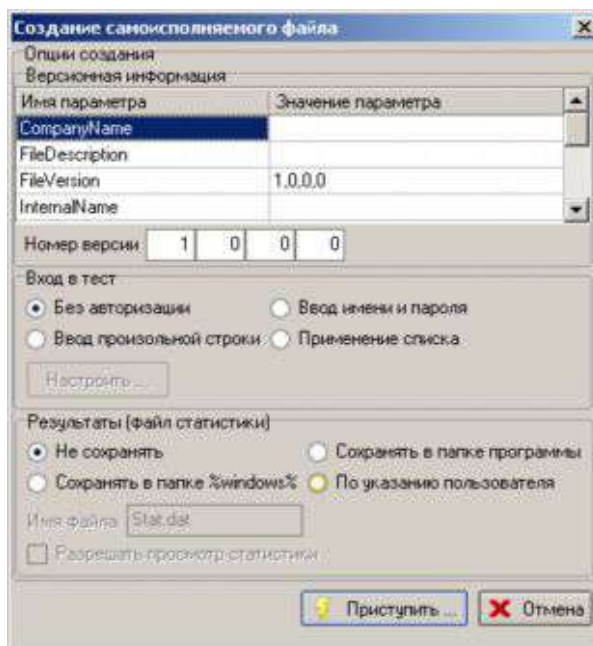 Создание самоисполняемого файла
Опции создания
Версионная информация
Имя параметра Значение параметра
CompanyName
FileDescription
FileVersion 1.0.0.0
InternalName
Номер версии 1 0 0 0
Вход в тест
Без авторизации Ввод имени и пароля
Ввод произольной строки Применение списка
Настроить ...
Результаты (файл статистики)
Не сохранять Сохранять в папке программы
Сохранять в папке %windows% По указанию пользователя
Имя файла Stat.dat
Разрешать просмотр статистики
Приступить ... Отмена